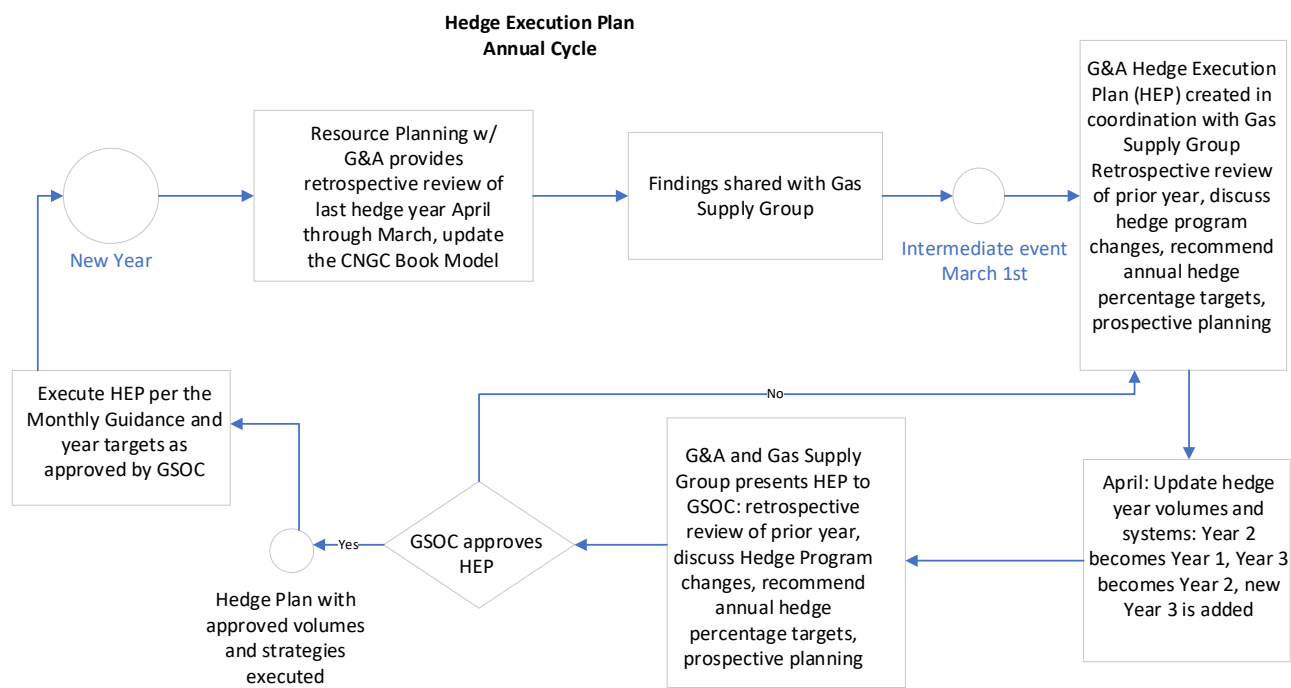 Hedge Execution Plan
Annual Cycle
New Year
Resource Planning w/
G&A provides
retrospective review of
last hedge year April
through March, update
the CNGC Book Model
Findings shared with Gas
Supply Group
Intermediate event
March 1st
G&A Hedge Execution
Plan (HEP) created in
coordination with Gas
Supply Group
Retrospective review
of prior year, discuss
hedge program
changes, recommend
annual hedge
percentage targets,
prospective planning
April: Update hedge
year volumes and
systems: Year 2
becomes Year 1, Year 3
becomes Year 2, new
Year 3 is added
G&A and Gas Supply
Group presents HEP to
GSOC: retrospective
review of prior year,
discuss Hedge Program
changes, recommend
annual hedge
percentage targets,
prospective planning
GSOC approves
HEP
No
Yes
Hedge Plan with
approved volumes
and strategies
executed
Execute HEP per the
Monthly Guidance and
year targets as
approved by GSOC